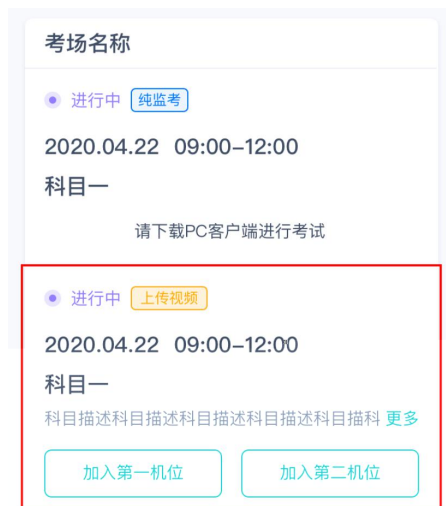 考场名称
进行中 纯监考
2020.04.22 09:00-12:00
科目一
请下载PC客户端进行考试
进行中 上传视频
2020.04.22 09:00-12:00
科目一
科目描述科目描述科目描述科目描述科目描科 更多
加入第一机位 加入第二机位